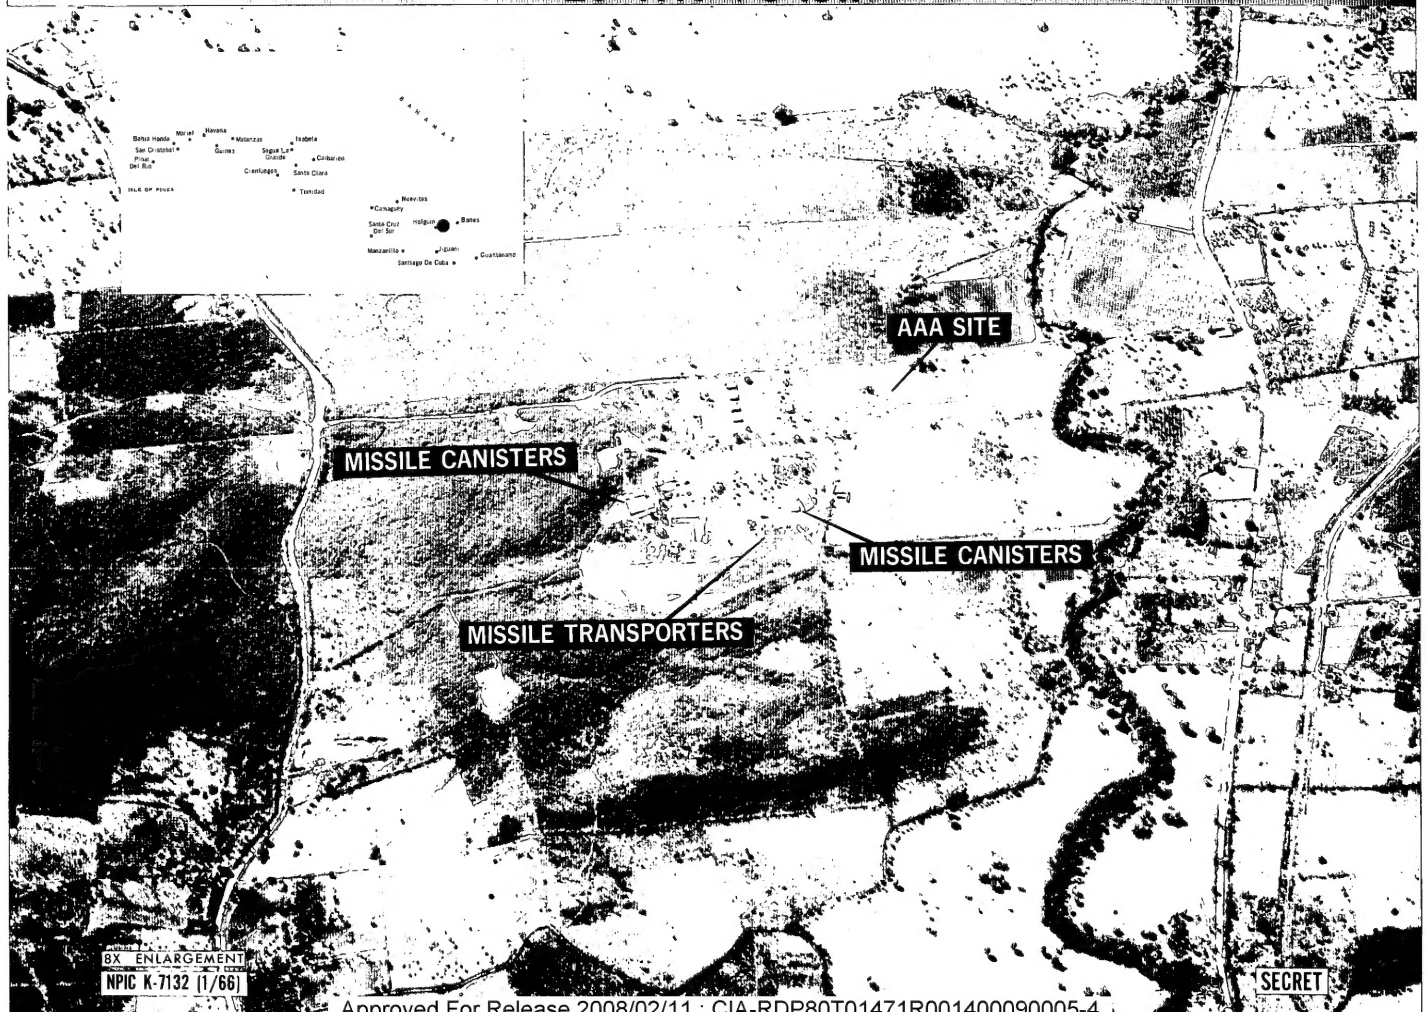 BAHAMAS
Bahia Honda
Mariel
Havana
Matanzas
Isabela
San Cristobal
Guines
Sagua La
Grande
Caibarien
Pinar
Del Rio
Cienfuegos
Santa Clara
ISLE OF PINES
Trinidad
Nuevitas
Camaguey
Santa Cruz
Del Sur
Holguin
Banes
Manzanillo
Jiguani
Guantanamo
Santiago De Cuba
AAA SITE
MISSILE CANISTERS
MISSILE CANISTERS
MISSILE TRANSPORTERS
8X ENLARGEMENT
NPIC K-7132 (1/66)
SECRET
Approved For Release 2008/02/11 : CIA-RDP80T01471R001400090005-4